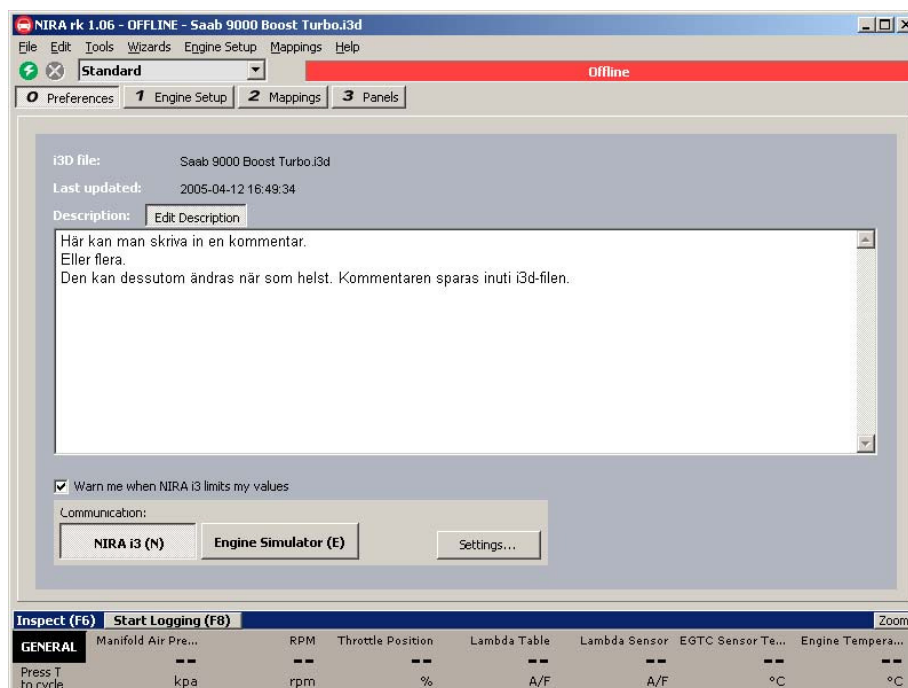 NIRA rk 1.06 - OFFLINE - Saab 9000 Boost Turbo.i3d
File Edit Tools Wizards Engine Setup Mappings Help
Standard Offline
0 Preferences 1 Engine Setup 2 Mappings 3 Panels
i3D file: Saab 9000 Boost Turbo.i3d
Last updated: 2005-04-12 16:49:34
Description: Edit Description
Här kan man skriva in en kommentar.
Eller flera.
Den kan dessutom ändras när som helst. Kommentaren sparas inuti i3d-filen.
Warn me when NIRA i3 limits my values
Communication:
NIRA i3 (N) Engine Simulator (E) Settings...
Inspect (F6) Start Logging (F8) Zoom
GENERAL Manifold Air Pre... RPM Throttle Position Lambda Table Lambda Sensor EGTC Sensor Te... Engine Tempera...
-- -- -- -- -- -- --
Press T
to cycle kpa rpm % A/F A/F °C °C